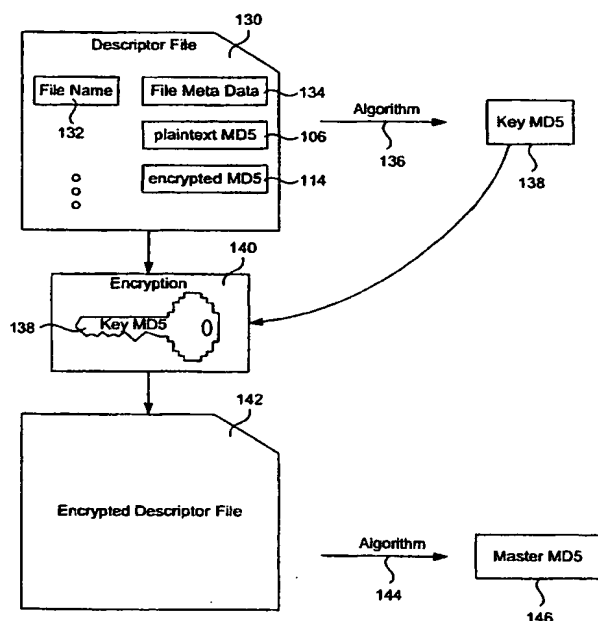 130
Descriptor File
File Name
File Meta Data
132
134
Algorithm
136
plaintext MD5
106
Key MD5
138
encrypted MD5
114
140
Encryption
138
Key MD5
142
Encrypted Descriptor File
Algorithm
144
Master MD5
146